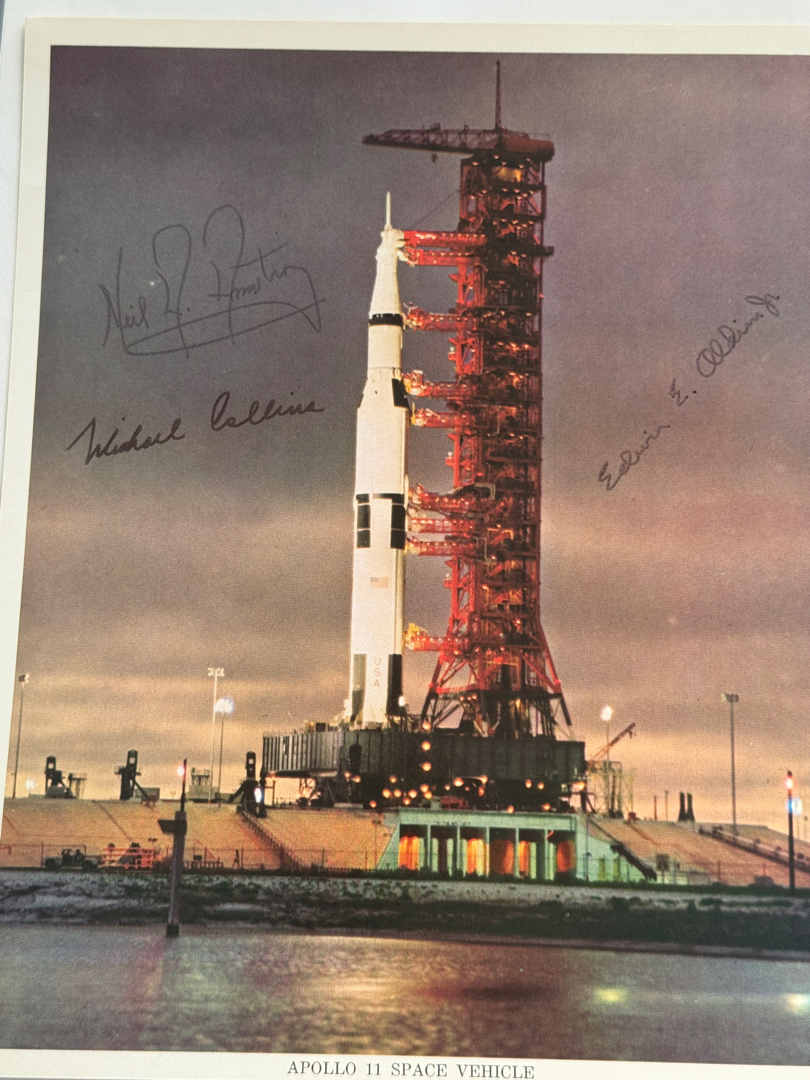 Neil A. Armstrong
Michael Collins
Edwin E. Aldrin Jr.
USA
APOLLO 11 SPACE VEHICLE